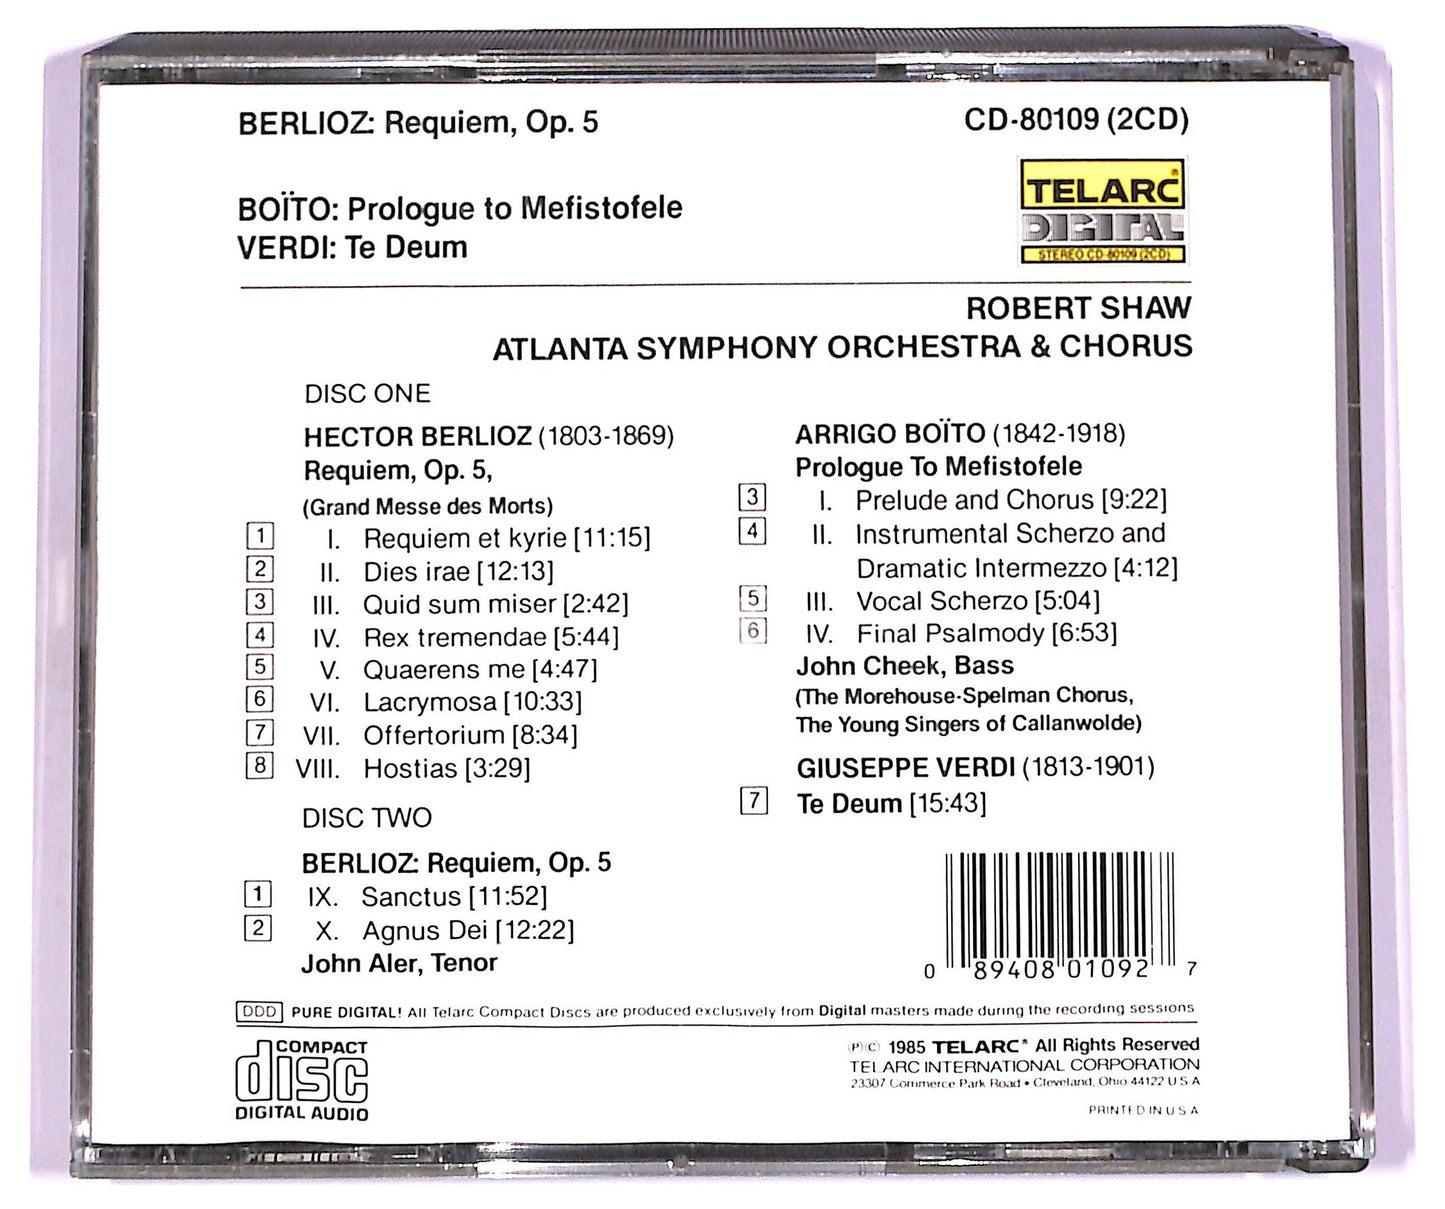 BERLIOZ: Requiem, Op. 5
CD-80109 (2CD)
BOÏTO: Prologue to Mefistofele
VERDI: Te Deum
TELARC®
DIGITAL
STEREO CD-80109 (2CD)
ROBERT SHAW
ATLANTA SYMPHONY ORCHESTRA & CHORUS
DISC ONE
HECTOR BERLIOZ (1803-1869)
Requiem, Op. 5,
(Grand Messe des Morts)
1 I. Requiem et kyrie [11:15]
2 II. Dies irae [12:13]
3 III. Quid sum miser [2:42]
4 IV. Rex tremendae [5:44]
5 V. Quaerens me [4:47]
6 VI. Lacrymosa [10:33]
7 VII. Offertorium [8:34]
8 VIII. Hostias [3:29]
DISC TWO
BERLIOZ: Requiem, Op. 5
1 IX. Sanctus [11:52]
2 X. Agnus Dei [12:22]
John Aler, Tenor
ARRIGO BOÏTO (1842-1918)
Prologue To Mefistofele
3 I. Prelude and Chorus [9:22]
4 II. Instrumental Scherzo and
Dramatic Intermezzo [4:12]
5 III. Vocal Scherzo [5:04]
6 IV. Final Psalmody [6:53]
John Cheek, Bass
(The Morehouse-Spelman Chorus,
The Young Singers of Callanwolde)
GIUSEPPE VERDI (1813-1901)
7 Te Deum [15:43]
0 89408 01092 7
DDD PURE DIGITAL! All Telarc Compact Discs are produced exclusively from Digital masters made during the recording sessions
COMPACT
disc
DIGITAL AUDIO
℗ © 1985 TELARC® All Rights Reserved
TELARC INTERNATIONAL CORPORATION
23307 Commerce Park Road • Cleveland, Ohio 44122 U S A
PRINTED IN U S A